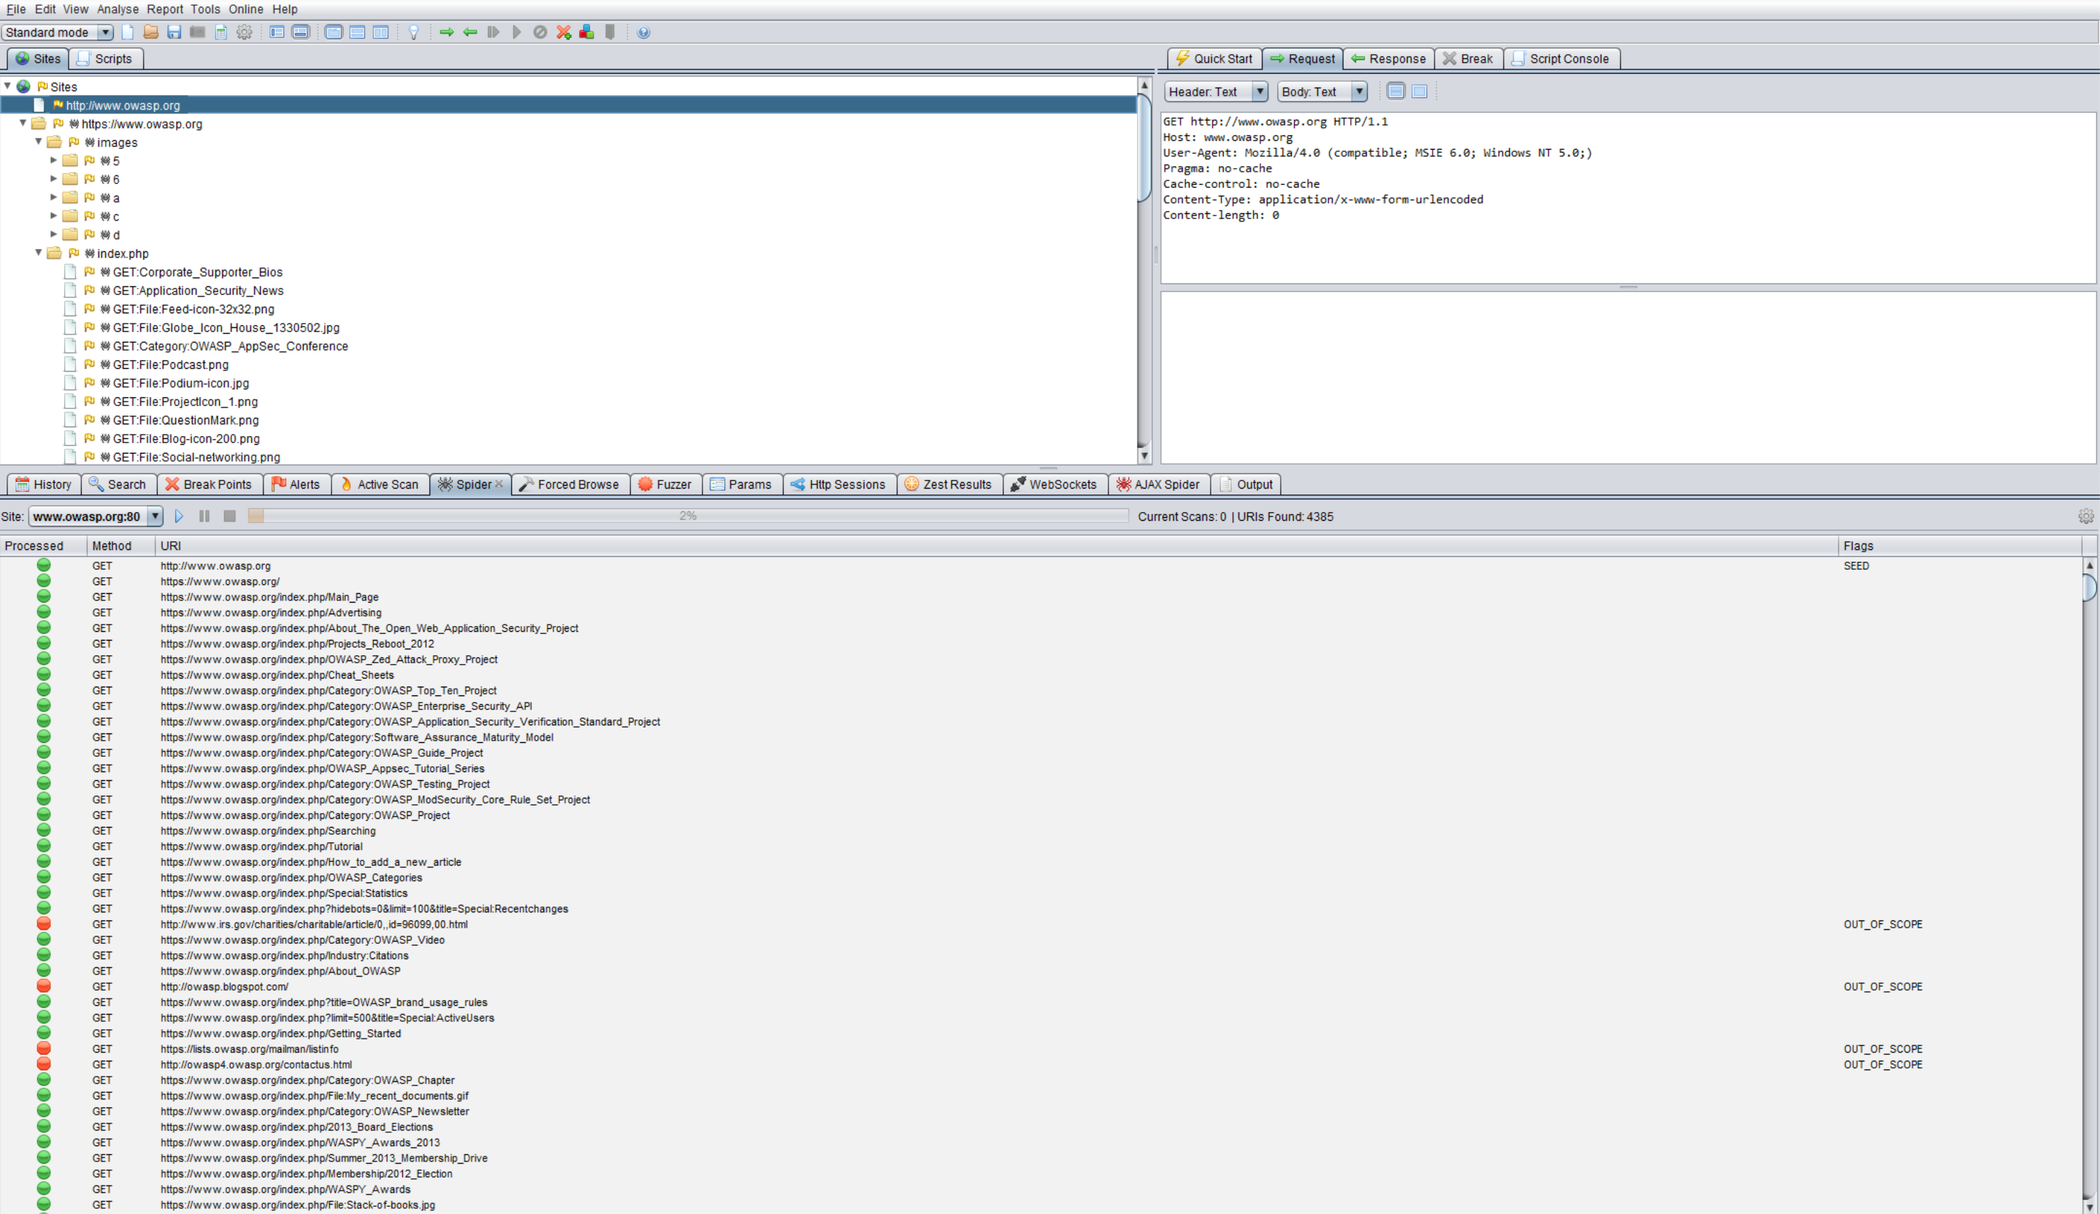 File Edit View Analyse Report Tools Online Help
Standard mode
Sites Scripts
Sites
http://www.owasp.org
https://www.owasp.org
images
5
6
a
c
d
index.php
GET:Corporate_Supporter_Bios
GET:Application_Security_News
GET:File:Feed-icon-32x32.png
GET:File:Globe_Icon_House_1330502.jpg
GET:Category:OWASP_AppSec_Conference
GET:File:Podcast.png
GET:File:Podium-icon.jpg
GET:File:ProjectIcon_1.png
GET:File:QuestionMark.png
GET:File:Blog-icon-200.png
GET:File:Social-networking.png
Quick Start Request Response Break Script Console
Header: Text Body: Text
GET http://www.owasp.org HTTP/1.1
Host: www.owasp.org
User-Agent: Mozilla/4.0 (compatible; MSIE 6.0; Windows NT 5.0;)
Pragma: no-cache
Cache-control: no-cache
Content-Type: application/x-www-form-urlencoded
Content-length: 0
History Search Break Points Alerts Active Scan Spider Forced Browse Fuzzer Params Http Sessions Zest Results WebSockets AJAX Spider Output
Site: www.owasp.org:80 2% Current Scans: 0 | URIs Found: 4385
Processed Method URI Flags
GET http://www.owasp.org SEED
GET https://www.owasp.org/
GET https://www.owasp.org/index.php/Main_Page
GET https://www.owasp.org/index.php/Advertising
GET https://www.owasp.org/index.php/About_The_Open_Web_Application_Security_Project
GET https://www.owasp.org/index.php/Projects_Reboot_2012
GET https://www.owasp.org/index.php/OWASP_Zed_Attack_Proxy_Project
GET https://www.owasp.org/index.php/Cheat_Sheets
GET https://www.owasp.org/index.php/Category:OWASP_Top_Ten_Project
GET https://www.owasp.org/index.php/Category:OWASP_Enterprise_Security_API
GET https://www.owasp.org/index.php/Category:OWASP_Application_Security_Verification_Standard_Project
GET https://www.owasp.org/index.php/Category:Software_Assurance_Maturity_Model
GET https://www.owasp.org/index.php/Category:OWASP_Guide_Project
GET https://www.owasp.org/index.php/OWASP_Appsec_Tutorial_Series
GET https://www.owasp.org/index.php/Category:OWASP_Testing_Project
GET https://www.owasp.org/index.php/Category:OWASP_ModSecurity_Core_Rule_Set_Project
GET https://www.owasp.org/index.php/Category:OWASP_Project
GET https://www.owasp.org/index.php/Searching
GET https://www.owasp.org/index.php/Tutorial
GET https://www.owasp.org/index.php/How_to_add_a_new_article
GET https://www.owasp.org/index.php/OWASP_Categories
GET https://www.owasp.org/index.php/Special:Statistics
GET https://www.owasp.org/index.php?hidebots=0&limit=100&title=Special:Recentchanges
GET http://www.irs.gov/charities/charitable/article/0,,id=96099,00.html OUT_OF_SCOPE
GET https://www.owasp.org/index.php/Category:OWASP_Video
GET https://www.owasp.org/index.php/Industry:Citations
GET https://www.owasp.org/index.php/About_OWASP
GET http://owasp.blogspot.com/ OUT_OF_SCOPE
GET https://www.owasp.org/index.php?title=OWASP_brand_usage_rules
GET https://www.owasp.org/index.php?limit=500&title=Special:ActiveUsers
GET https://www.owasp.org/index.php/Getting_Started
GET https://lists.owasp.org/mailman/listinfo OUT_OF_SCOPE
GET http://owasp4.owasp.org/contactus.html OUT_OF_SCOPE
GET https://www.owasp.org/index.php/Category:OWASP_Chapter
GET https://www.owasp.org/index.php/File:My_recent_documents.gif
GET https://www.owasp.org/index.php/Category:OWASP_Newsletter
GET https://www.owasp.org/index.php/2013_Board_Elections
GET https://www.owasp.org/index.php/WASPY_Awards_2013
GET https://www.owasp.org/index.php/Summer_2013_Membership_Drive
GET https://www.owasp.org/index.php/Membership/2012_Election
GET https://www.owasp.org/index.php/WASPY_Awards
GET https://www.owasp.org/index.php/File:Stack-of-books.jpg